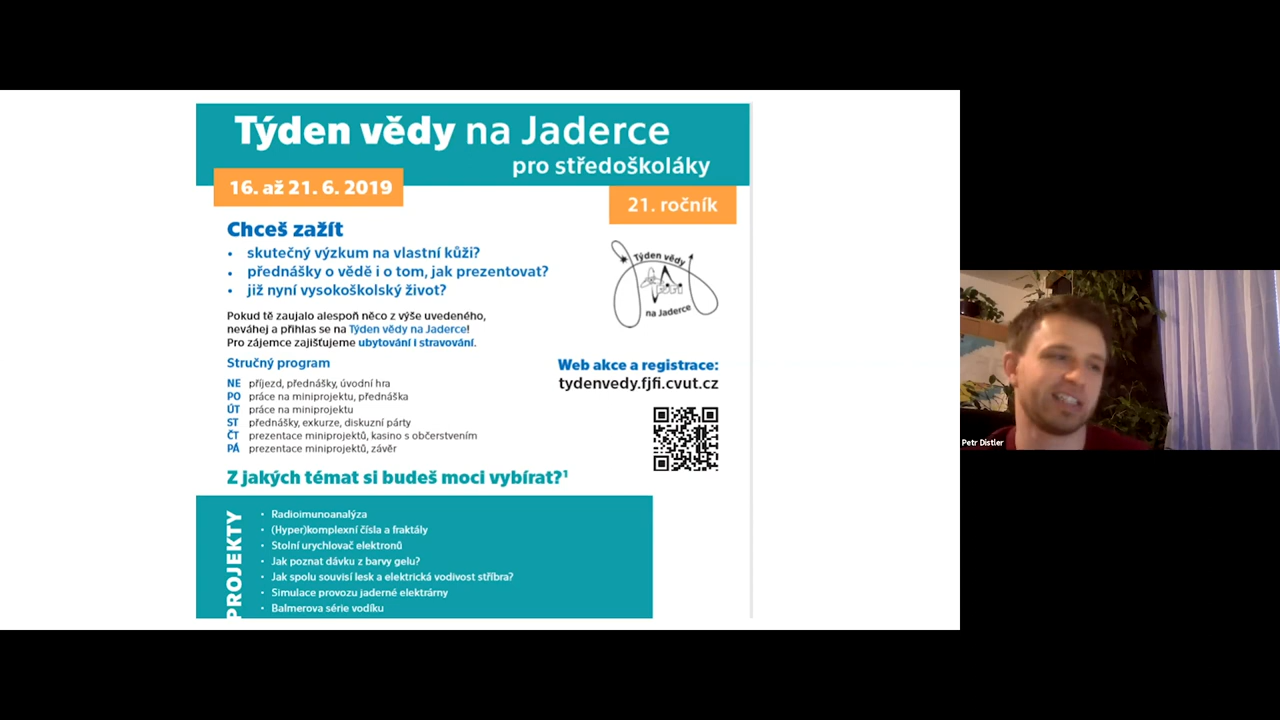 Týden vědy na Jaderce
pro středoškoláky
16. až 21. 6. 2019
21. ročník
Chceš zažít
• skutečný výzkum na vlastní kůži?
• přednášky o vědě i o tom, jak prezentovat?
• již nyní vysokoškolský život?
Týden vědy
na Jaderce
Pokud tě zaujalo alespoň něco z výše uvedeného,
neváhej a přihlas se na Týden vědy na Jaderce!
Pro zájemce zajišťujeme ubytování i stravování.
Stručný program
NE příjezd, přednášky, úvodní hra
PO práce na miniprojektu, přednáška
ÚT práce na miniprojektu
ST přednášky, exkurze, diskuzní párty
ČT prezentace miniprojektů, kasino s občerstvením
PÁ prezentace miniprojektů, závěr
Web akce a registrace:
tydenvedy.fjfi.cvut.cz
Z jakých témat si budeš moci vybírat?¹
PROJEKTY
• Radioimunoanalýza
• (Hyper)komplexní čísla a fraktály
• Stolní urychlovač elektronů
• Jak poznat dávku z barvy gelu?
• Jak spolu souvisí lesk a elektrická vodivost stříbra?
• Simulace provozu jaderné elektrárny
• Balmerova série vodíku
Petr Distler